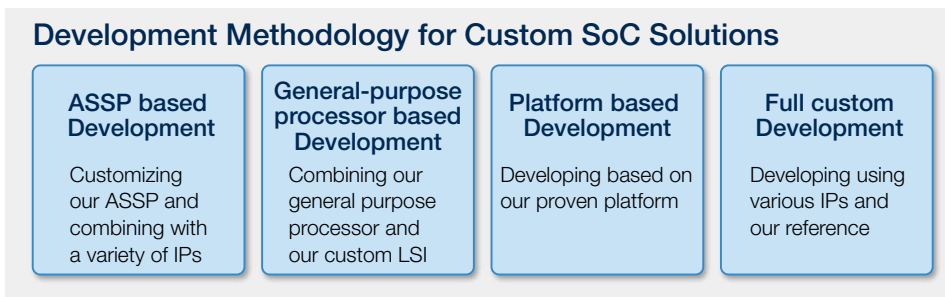 Development Methodology for Custom SoC Solutions
ASSP based
Development
Customizing
our ASSP and
combining with
a variety of IPs
General-purpose
processor based
Development
Combining our
general purpose
processor and
our custom LSI
Platform based
Development
Developing based on
our proven platform
Full custom
Development
Developing using
various IPs and
our reference